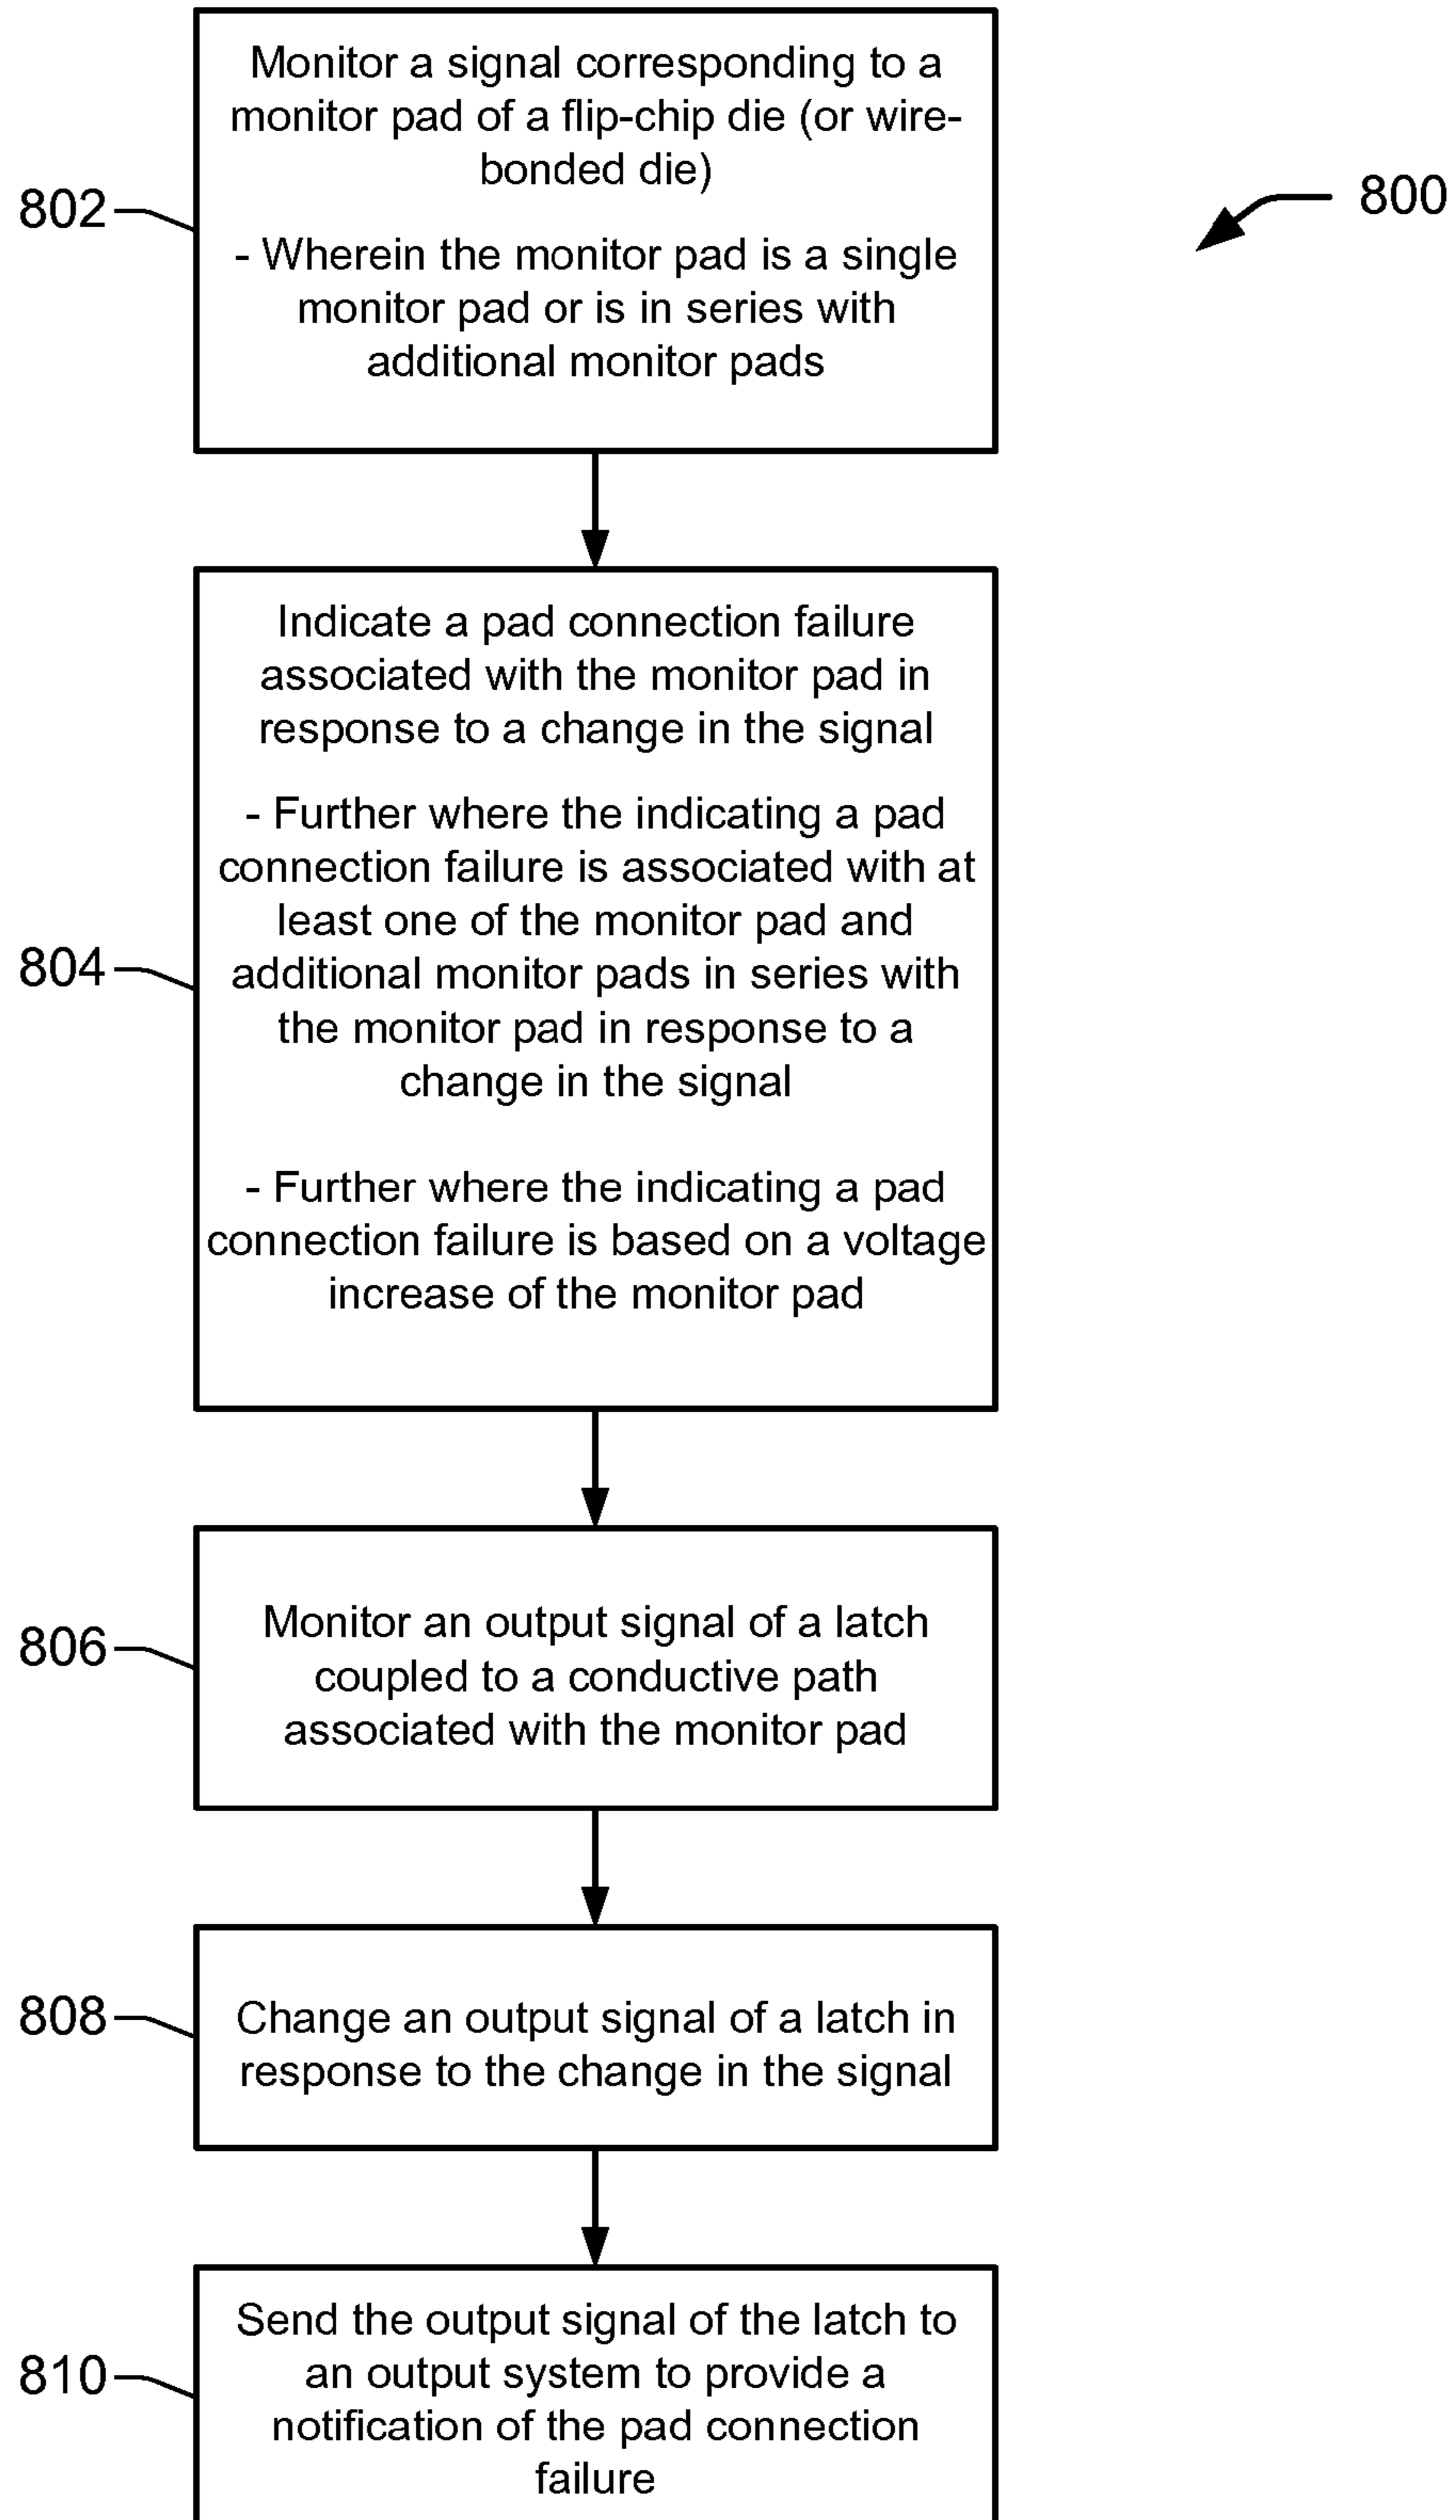 Monitor a signal corresponding to a
monitor pad of a flip-chip die (or wire-
bonded die)
802
800
- Wherein the monitor pad is a single
monitor pad or is in series with
additional monitor pads
Indicate a pad connection failure
associated with the monitor pad in
response to a change in the signal
- Further where the indicating a pad
connection failure is associated with at
least one of the monitor pad and
804
additional monitor pads in series with
the monitor pad in response to a
change in the signal
- Further where the indicating a pad
connection failure is based on a voltage
increase of the monitor pad
806
Monitor an output signal of a latch
coupled to a conductive path
associated with the monitor pad
808
Change an output signal of a latch in
response to the change in the signal
810
Send the output signal of the latch to
an output system to provide a
notification of the pad connection
failure